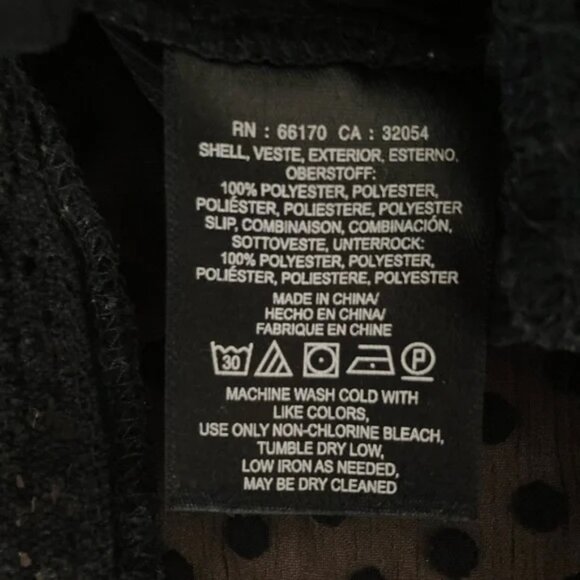 RN : 66170 CA : 32054
SHELL, VESTE, EXTERIOR, ESTERNO,
OBERSTOFF:
100% POLYESTER, POLYESTER,
POLIÉSTER, POLIESTERE, POLYESTER
SLIP, COMBINAISON, COMBINACIÓN,
SOTTOVESTE, UNTERROCK:
100% POLYESTER, POLYESTER,
POLIÉSTER, POLIESTERE, POLYESTER
MADE IN CHINA/
HECHO EN CHINA/
FABRIQUE EN CHINE
30 P
MACHINE WASH COLD WITH
LIKE COLORS,
USE ONLY NON-CHLORINE BLEACH,
TUMBLE DRY LOW,
LOW IRON AS NEEDED,
MAY BE DRY CLEANED